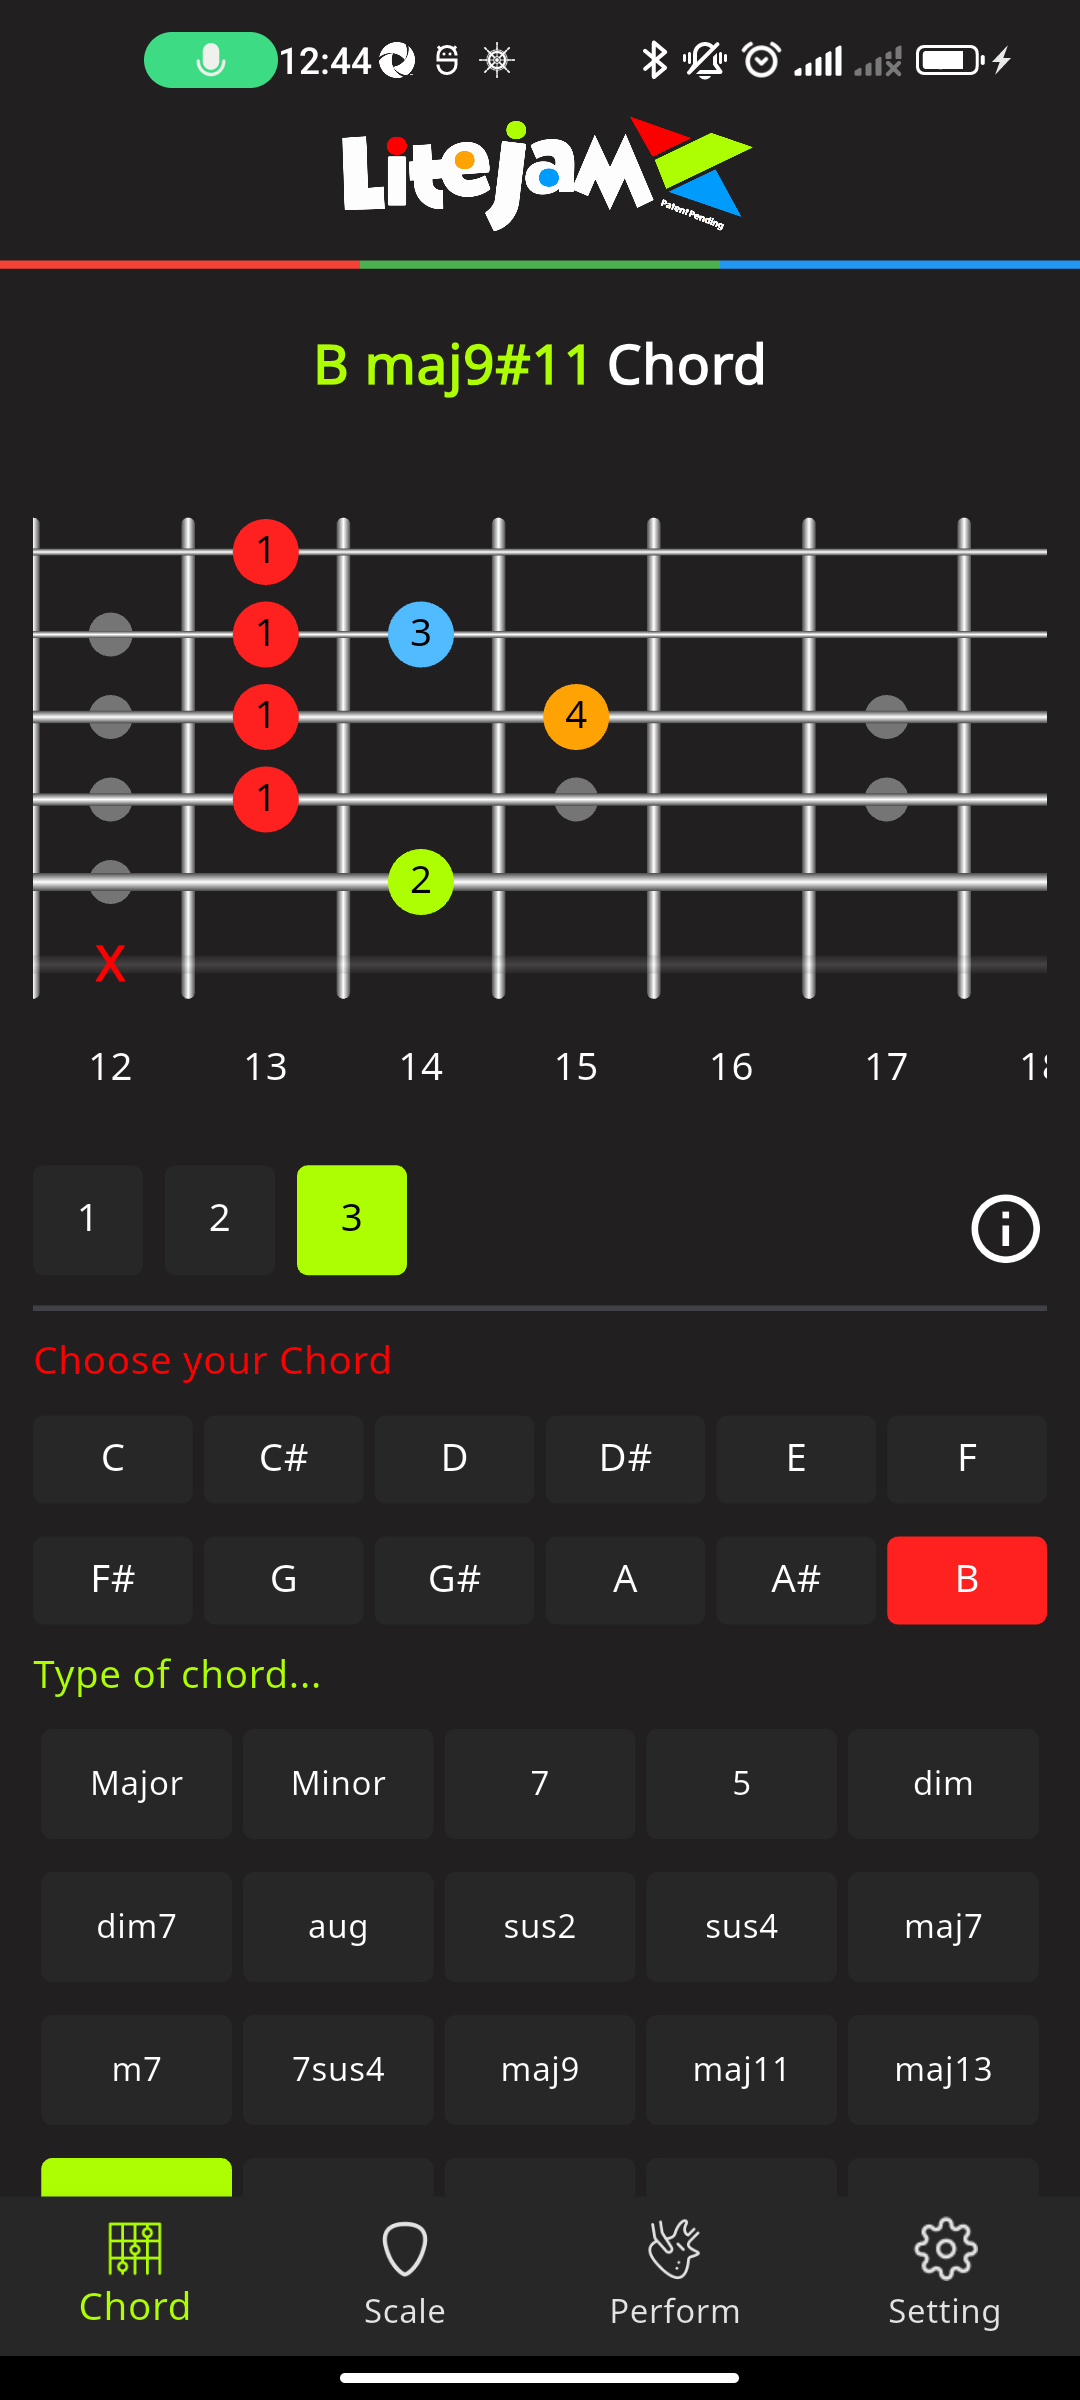 12:44
Litejam
Patent Pending
B maj9#11 Chord
1
1 3
1 4
1
2
X
12 13 14 15 16 17 18
1 2 3
Choose your Chord
C C# D D# E F
F# G G# A A# B
Type of chord...
Major Minor 7 5 dim
dim7 aug sus2 sus4 maj7
m7 7sus4 maj9 maj11 maj13
Chord Scale Perform Setting